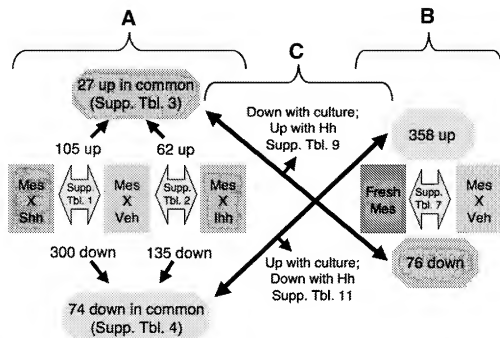 A
B
C
27 up in common
(Supp. Tbl. 3)
105 up
62 up
Down with culture;
Up with Hh
Supp. Tbl. 9
358 up
Mes
X
Shh
Supp.
Tbl. 1
Mes
X
Veh
Supp.
Tbl. 2
Mes
X
Ihh
Fresh
Mes
Supp.
Tbl. 7
Mes
X
Veh
300 down
135 down
Up with culture;
Down with Hh
Supp. Tbl. 11
76 down
74 down in common
(Supp. Tbl. 4)